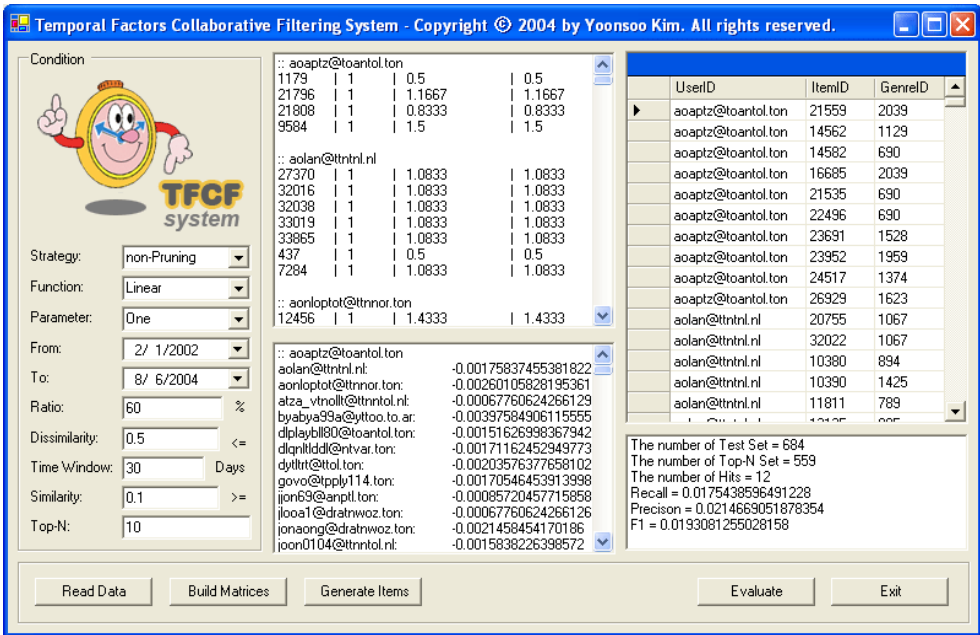 Temporal Factors Collaborative Filtering System - Copyright © 2004 by Yoonsoo Kim. All rights reserved.
Condition
TFCF
system
Strategy: non-Pruning
Function: Linear
Parameter: One
From: 2/ 1/2002
To: 8/ 6/2004
Ratio: 60 %
Dissimilarity: 0.5 <=
Time Window: 30 Days
Similarity: 0.1 >=
Top-N: 10
:: aoaptz@toantol.ton
1179 | 1 | 0.5 | 0.5
21796 | 1 | 1.1667 | 1.1667
21808 | 1 | 0.8333 | 0.8333
9584 | 1 | 1.5 | 1.5
:: aolan@ttntnl.nl
27370 | 1 | 1.0833 | 1.0833
32016 | 1 | 1.0833 | 1.0833
32038 | 1 | 1.0833 | 1.0833
33019 | 1 | 1.0833 | 1.0833
33865 | 1 | 1.0833 | 1.0833
437 | 1 | 0.5 | 0.5
7284 | 1 | 1.0833 | 1.0833
:: aonloptot@ttnnor.ton
12456 | 1 | 1.4333 | 1.4333
:: aoaptz@toantol.ton
aolan@ttntnl.nl: -0.00175837455381822
aonloptot@ttnnor.ton: -0.00260105828195361
atza_vtnollt@ttnntol.nl: -0.00067760624266129
byabya99a@yttoo.to.ar: -0.00397584906115555
dlplaybll80@toantol.ton: -0.00151626998367942
dlqnltlddl@ntvar.ton: -0.00171162452949773
dytltrt@ttol.ton: -0.00203576377658102
govo@tpply114.ton: -0.00170546453913998
jjon69@anptl.ton: -0.00085720457715858
jlooa1@dratnwoz.ton: -0.00067760624266126
jonaong@dratnwoz.ton: -0.0021458454170186
joon0104@ttnntol.nl: -0.0015838226398572
UserID ItemID GenreID
aoaptz@toantol.ton 21559 2039
aoaptz@toantol.ton 14562 1129
aoaptz@toantol.ton 14582 690
aoaptz@toantol.ton 16685 2039
aoaptz@toantol.ton 21535 690
aoaptz@toantol.ton 22496 690
aoaptz@toantol.ton 23691 1528
aoaptz@toantol.ton 23952 1959
aoaptz@toantol.ton 24517 1374
aoaptz@toantol.ton 26929 1623
aolan@ttntnl.nl 20755 1067
aolan@ttntnl.nl 32022 1067
aolan@ttntnl.nl 10380 894
aolan@ttntnl.nl 10390 1425
aolan@ttntnl.nl 11811 789
The number of Test Set = 684
The number of Top-N Set = 559
The number of Hits = 12
Recall = 0.0175438596491228
Precison = 0.0214669051878354
F1 = 0.0193081255028158
Read Data
Build Matrices
Generate Items
Evaluate
Exit